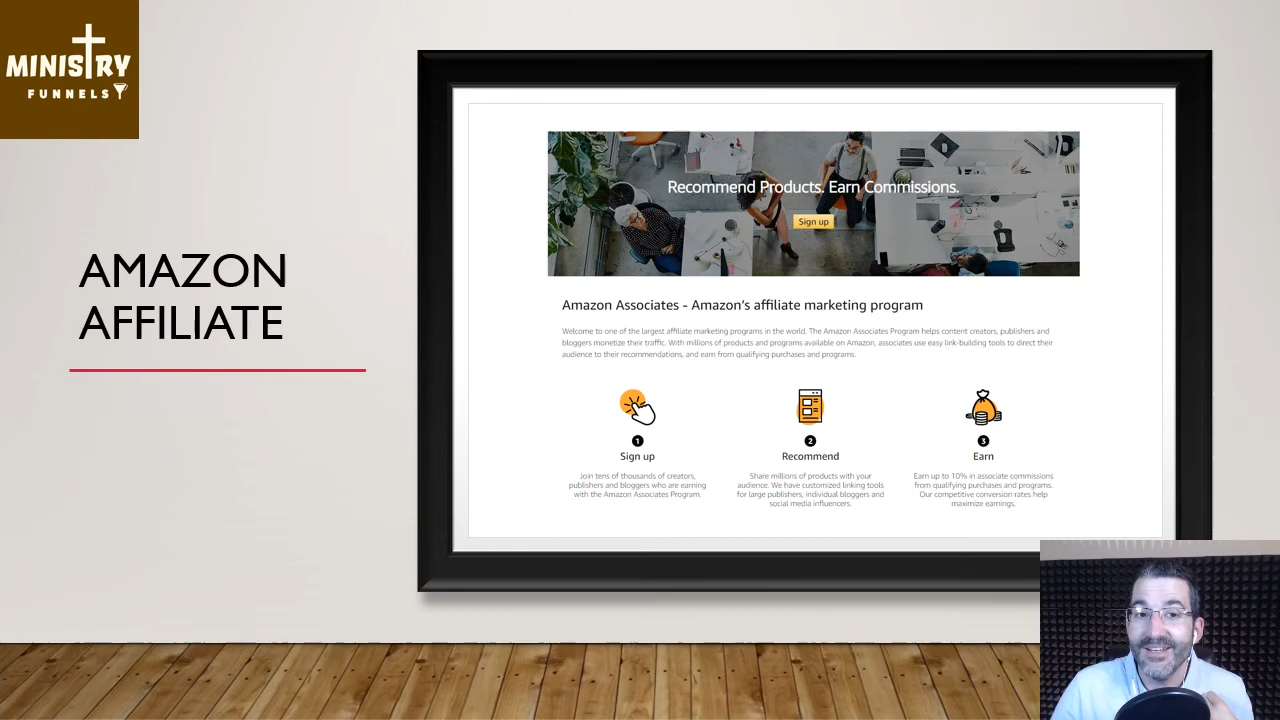 MINISTRY
FUNNELS
AMAZON
AFFILIATE
Recommend Products. Earn Commissions.
Sign up
Amazon Associates - Amazon's affiliate marketing program
Welcome to one of the largest affiliate marketing programs in the world. The Amazon Associates Program helps content creators, publishers and
bloggers monetize their traffic. With millions of products and programs available on Amazon, associates use easy link-building tools to direct their
audience to their recommendations, and earn from qualifying purchases and programs.
1
Sign up
Join tens of thousands of creators,
publishers and bloggers who are earning
with the Amazon Associates Program.
2
Recommend
Share millions of products with your
audience. We have customized linking tools
for large publishers, individual bloggers and
social media influencers.
3
Earn
Earn up to 10% in associate commissions
from qualifying purchases and programs.
Our competitive conversion rates help
maximize earnings.